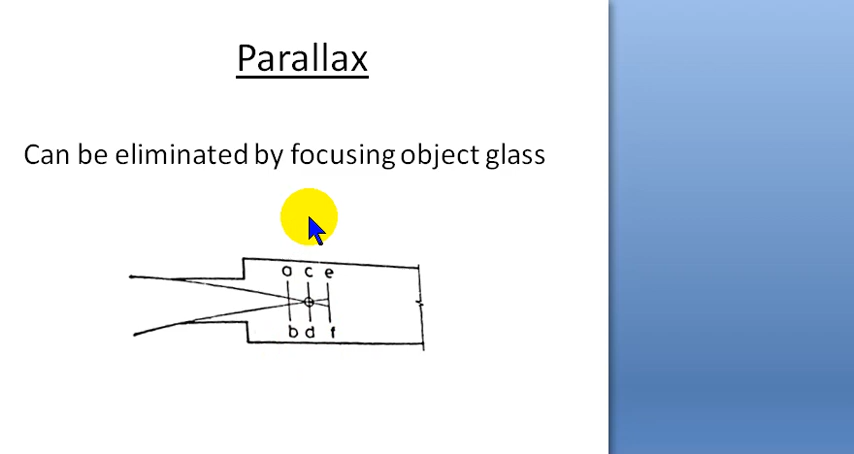 Parallax
Can be eliminated by focusing object glass
a c e
b d f